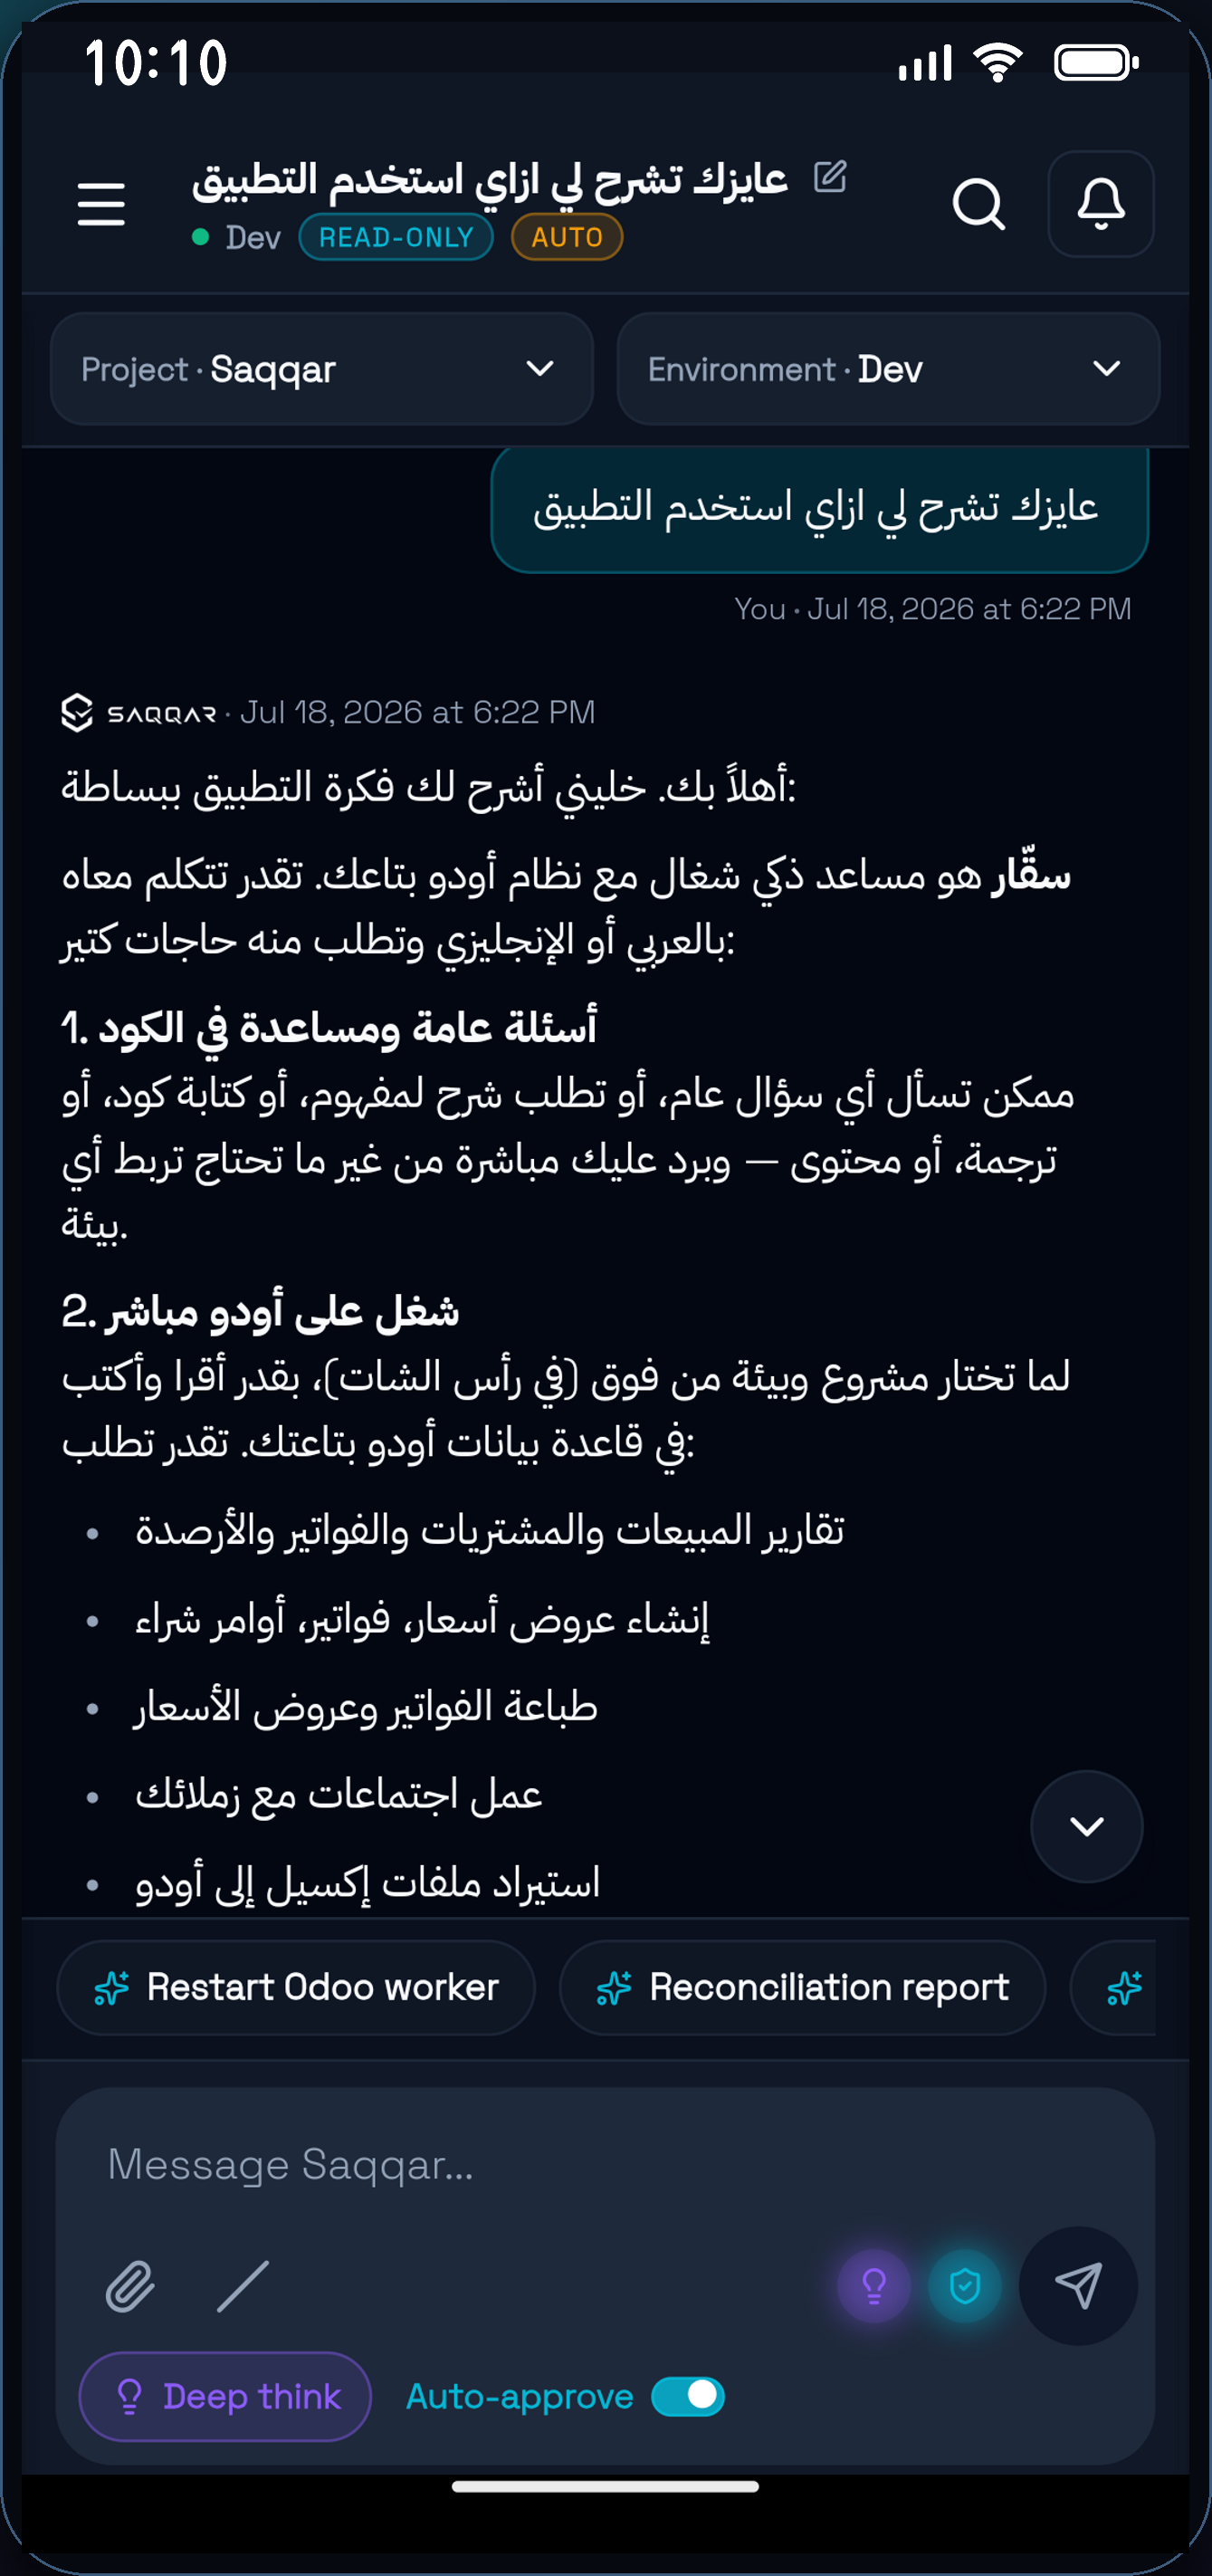 10:10
عايزك تشرح لي ازاي استخدم التطبيق
Dev READ-ONLY AUTO
Project · Saqqar
Environment · Dev
عايزك تشرح لي ازاي استخدم التطبيق
You · Jul 18, 2026 at 6:22 PM
SAQQAR · Jul 18, 2026 at 6:22 PM
أهلاً بك. خليني أشرح لك فكرة التطبيق ببساطة:
سقّار هو مساعد ذكي شغال مع نظام أودو بتاعك. تقدر تتكلم معاه
بالعربي أو الإنجليزي وتطلب منه حاجات كتير:
1. أسئلة عامة ومساعدة في الكود
ممكن تسأل أي سؤال عام، أو تطلب شرح لمفهوم، أو كتابة كود، أو
ترجمة، أو محتوى — وبرد عليك مباشرة من غير ما تحتاج تربط أي
بيئة.
2. شغل على أودو مباشر
لما تختار مشروع وبيئة من فوق (في رأس الشات)، بقدر أقرا وأكتب
في قاعدة بيانات أودو بتاعتك. تقدر تطلب:
• تقارير المبيعات والمشتريات والفواتير والأرصدة
• إنشاء عروض أسعار، فواتير، أوامر شراء
• طباعة الفواتير وعروض الأسعار
• عمل اجتماعات مع زملائك
• استيراد ملفات إكسيل إلى أودو
Restart Odoo worker
Reconciliation report
Message Saqqar...
Deep think
Auto-approve